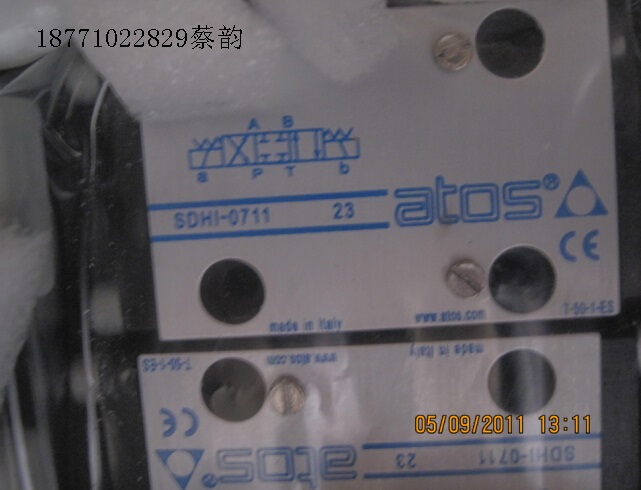 18771022829蔡韵
A B
a P T b
SDHI-0711 23 atos®
CE
T-50-1-ES
www.atos.com
made in Italy
T-50-1-ES
www.atos.com
made in Italy
CE
05/09/2011 13:11
SDHI-0711 23
atos